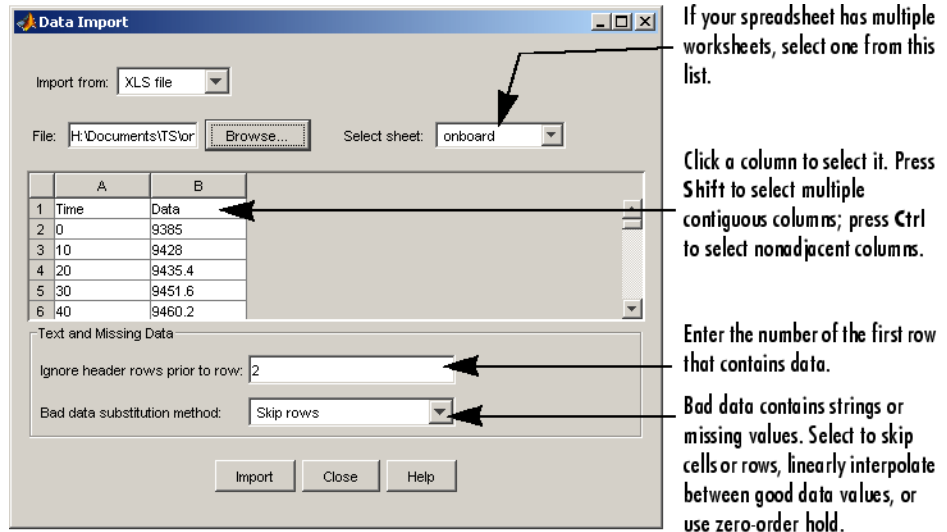 Data Import
If your spreadsheet has multiple
worksheets, select one from this
list.
Import from: XLS file
File: H:\Documents\TS\or Browse... Select sheet: onboard
Click a column to select it. Press
Shift to select multiple
contiguous columns; press Ctrl
to select nonadjacent columns.
A B
1 Time Data
2 0 9385
3 10 9428
4 20 9435.4
5 30 9451.6
6 40 9460.2
Text and Missing Data
Ignore header rows prior to row: 2
Enter the number of the first row
that contains data.
Bad data substitution method: Skip rows
Bad data contains strings or
missing values. Select to skip
cells or rows, linearly interpolate
between good data values, or
use zero-order hold.
Import Close Help